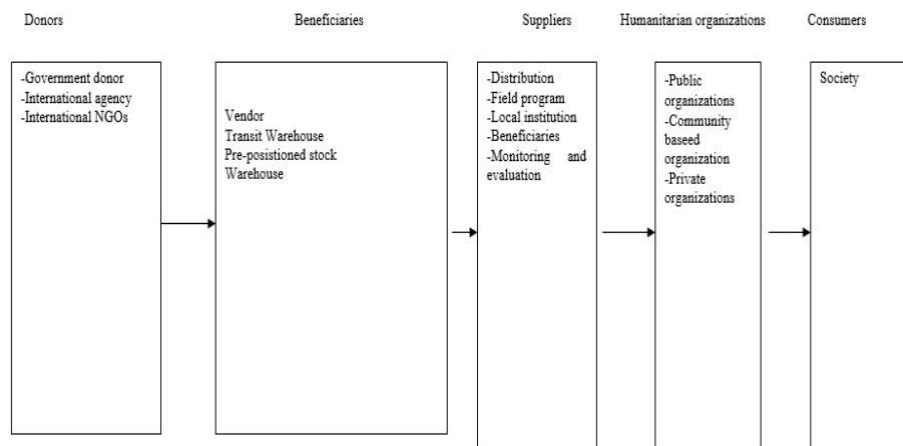 Donors
Beneficiaries
Suppliers
Humanitarian organizations
Consumers
-Government donor
-International agency
-International NGOs
Vendor
Transit Warehouse
Pre-posistioned stock
Warehouse
-Distribution
-Field program
-Local institution
-Beneficiaries
-Monitoring and
evaluation
-Public
organizations
-Community
baseed
organization
-Private
organizations
Society